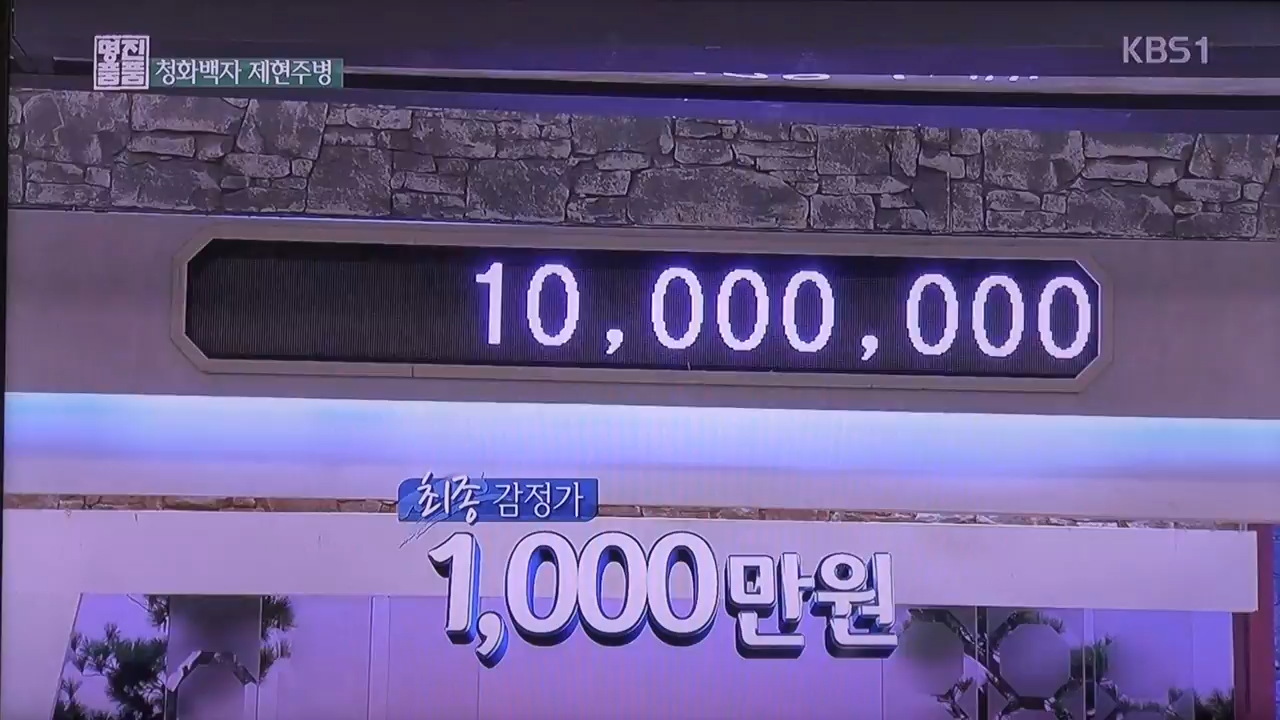 진품
명품
청화백자 제현주병
KBS1
10,000,000
최종 감정가
1,000만원